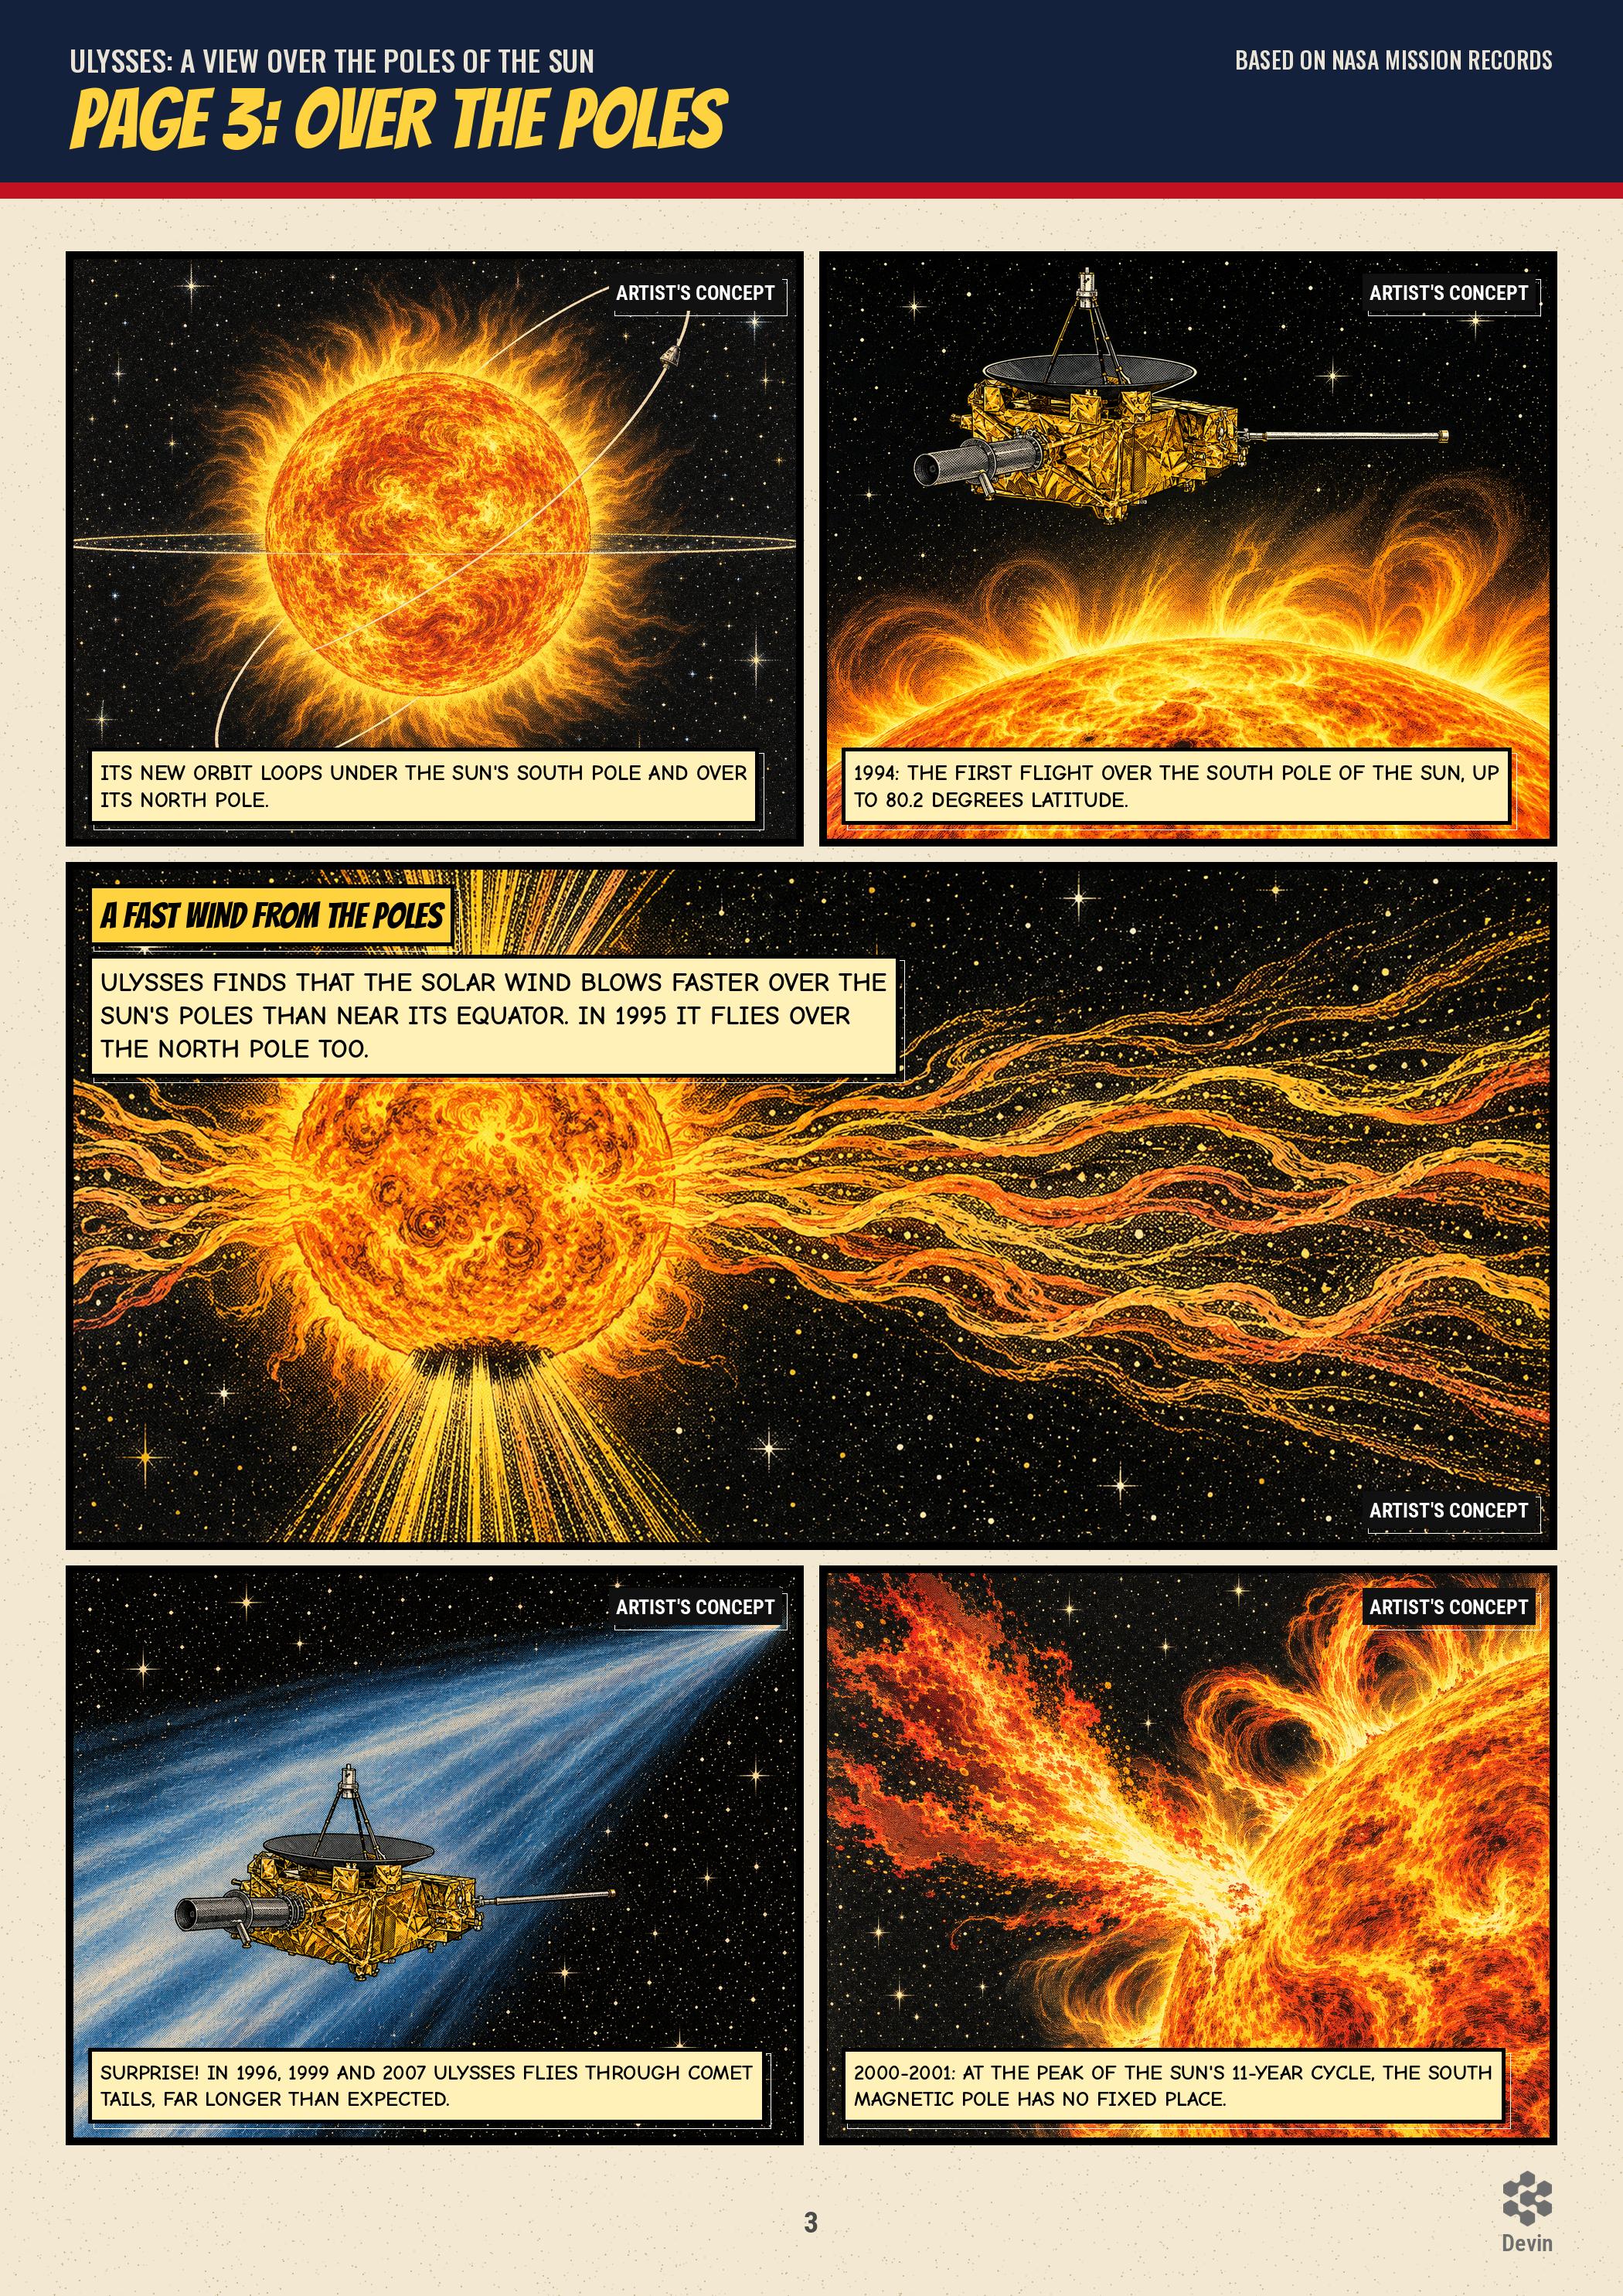 ULYSSES: A VIEW OVER THE POLES OF THE SUN
BASED ON NASA MISSION RECORDS
PAGE 3: OVER THE POLES
ARTIST'S CONCEPT
ITS NEW ORBIT LOOPS UNDER THE SUN'S SOUTH POLE AND OVER
ITS NORTH POLE.
ARTIST'S CONCEPT
1994: THE FIRST FLIGHT OVER THE SOUTH POLE OF THE SUN, UP
TO 80.2 DEGREES LATITUDE.
A FAST WIND FROM THE POLES
ULYSSES FINDS THAT THE SOLAR WIND BLOWS FASTER OVER THE
SUN'S POLES THAN NEAR ITS EQUATOR. IN 1995 IT FLIES OVER
THE NORTH POLE TOO.
ARTIST'S CONCEPT
ARTIST'S CONCEPT
SURPRISE! IN 1996, 1999 AND 2007 ULYSSES FLIES THROUGH COMET
TAILS, FAR LONGER THAN EXPECTED.
ARTIST'S CONCEPT
2000-2001: AT THE PEAK OF THE SUN'S 11-YEAR CYCLE, THE SOUTH
MAGNETIC POLE HAS NO FIXED PLACE.
3
Devin